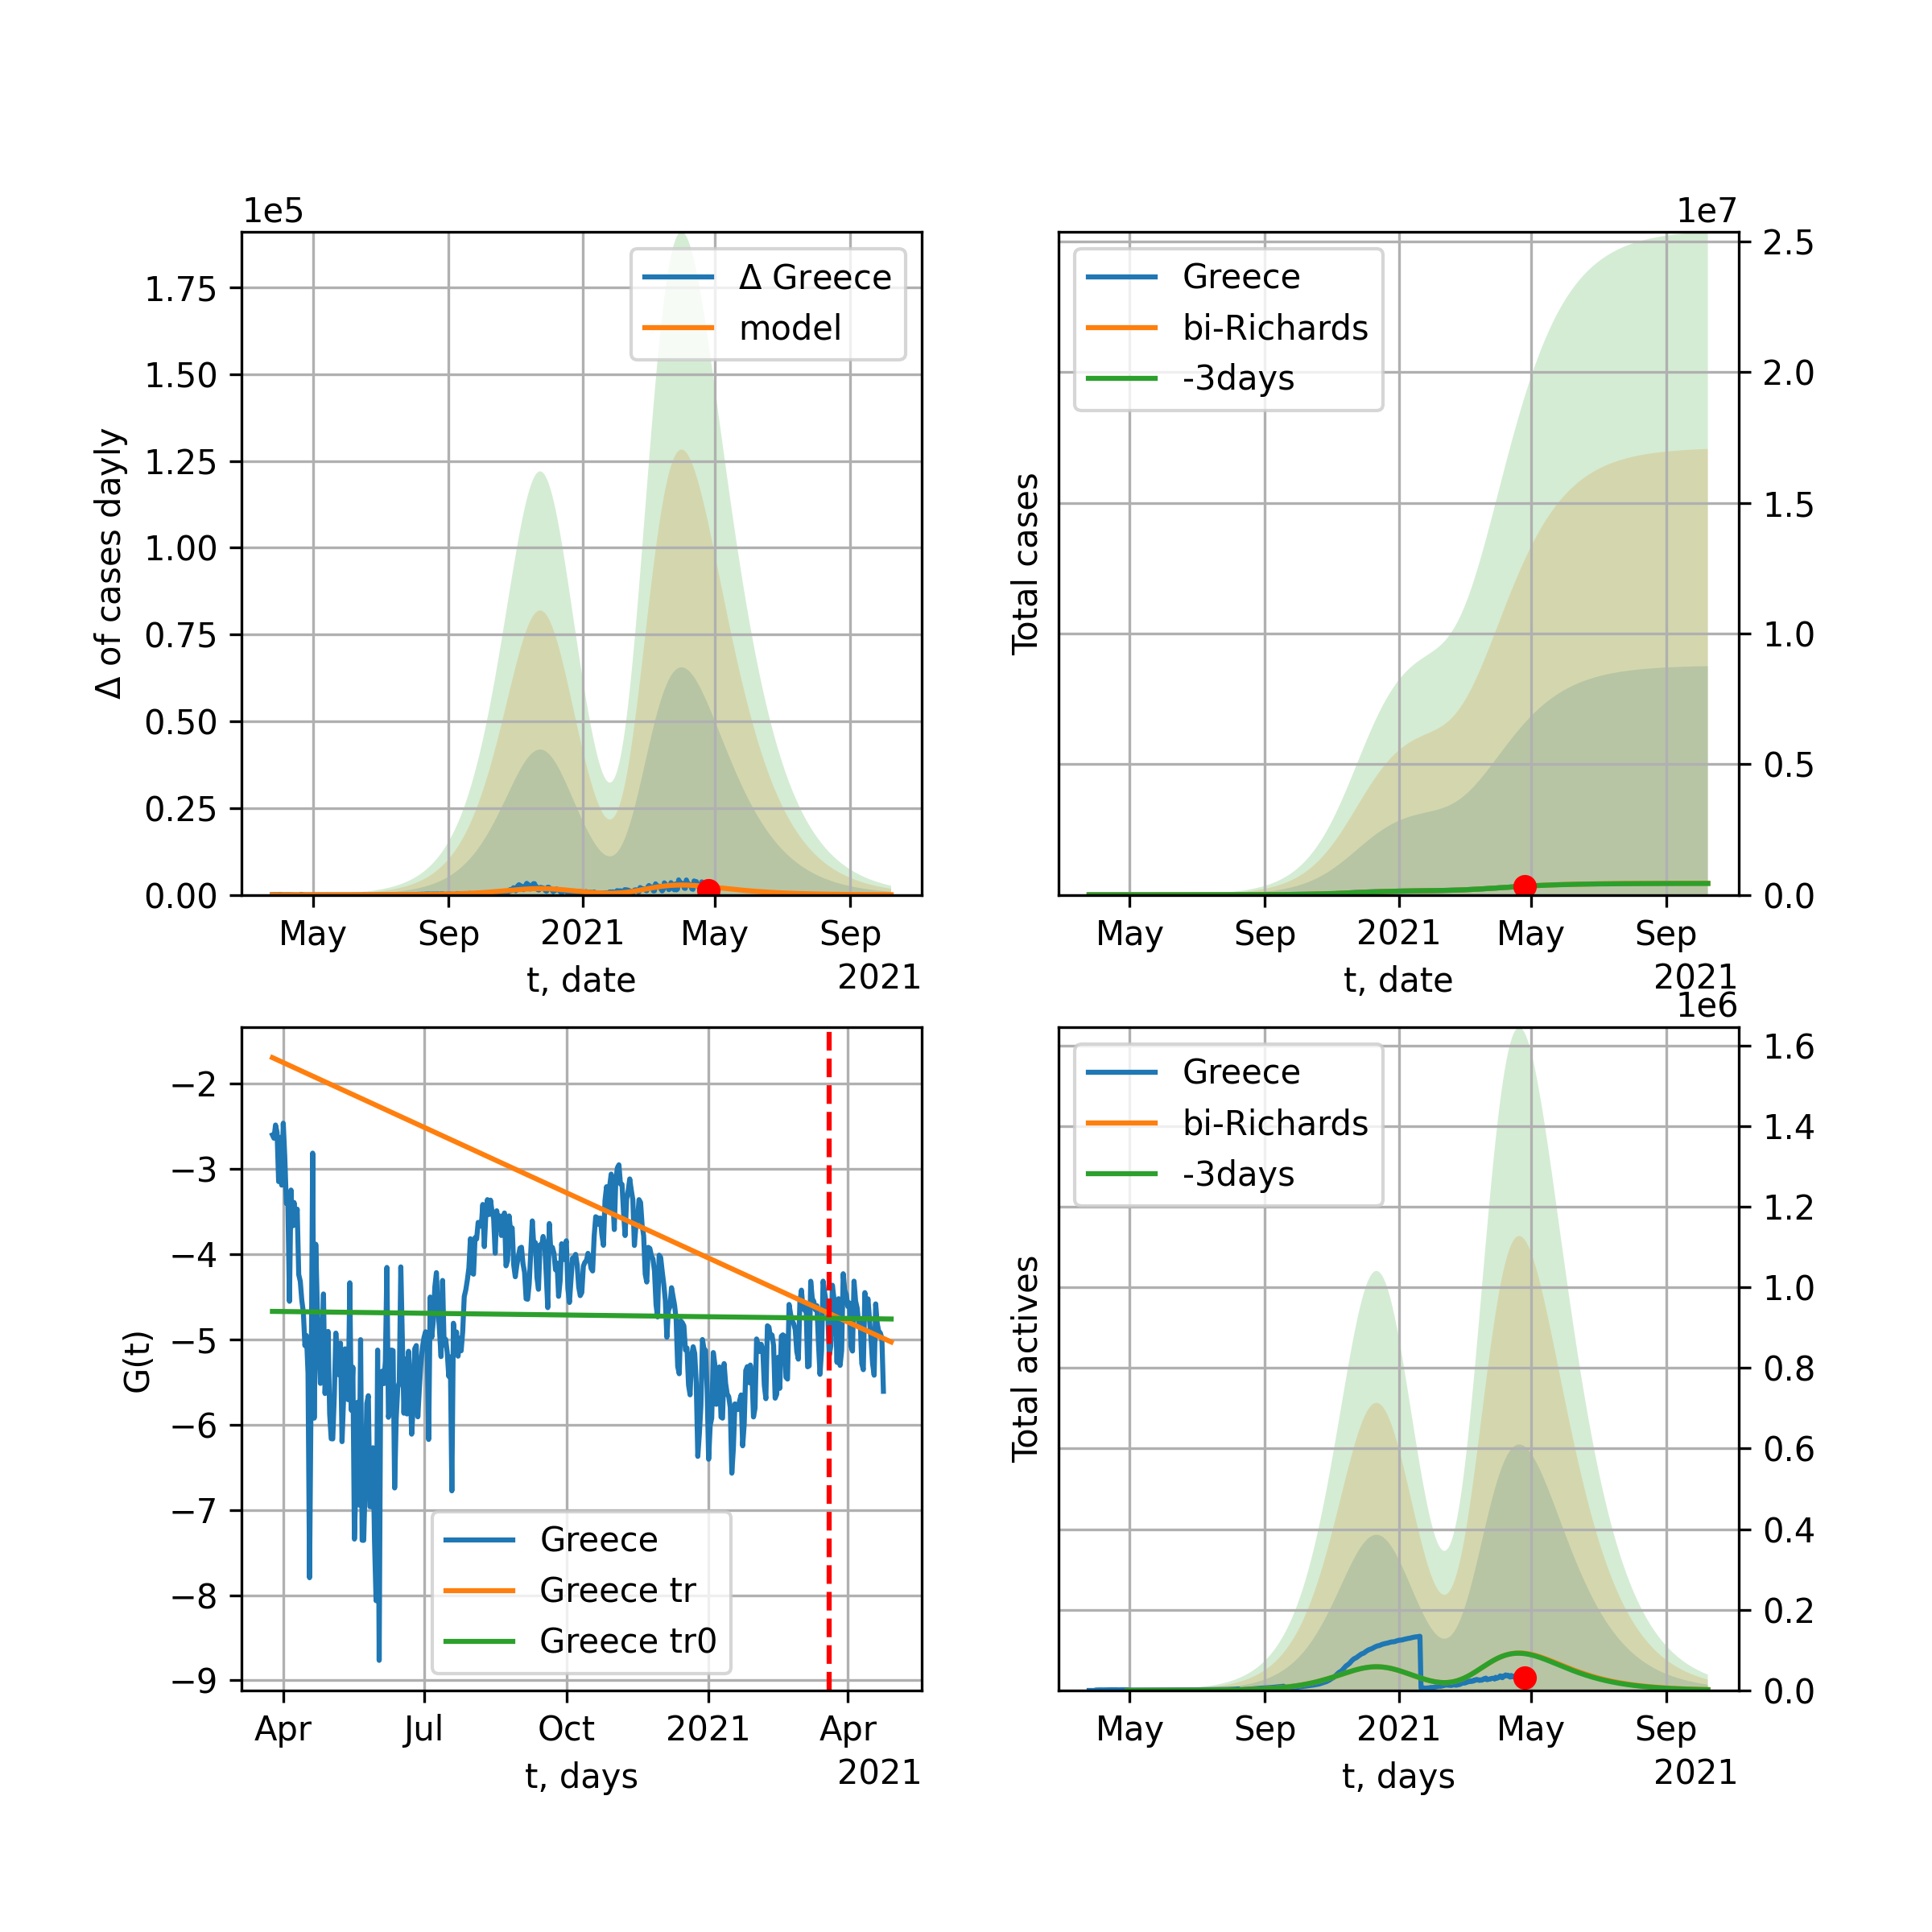 1e5
Δ of cases dayly
1.75
1.50
1.25
1.00
0.75
0.50
0.25
0.00
Δ Greece
model
May Sep 2021 May Sep
t, date
2021
1e7
Total cases
Greece
bi-Richards
-3days
2.5
2.0
1.5
1.0
0.5
0.0
May Sep 2021 May Sep
t, date
2021
G(t)
−2
−3
−4
−5
−6
−7
−8
−9
Greece
Greece tr
Greece tr0
Apr Jul Oct 2021 Apr
t, days
2021
1e6
Total actives
Greece
bi-Richards
-3days
1.6
1.4
1.2
1.0
0.8
0.6
0.4
0.2
0.0
May Sep 2021 May Sep
t, days
2021